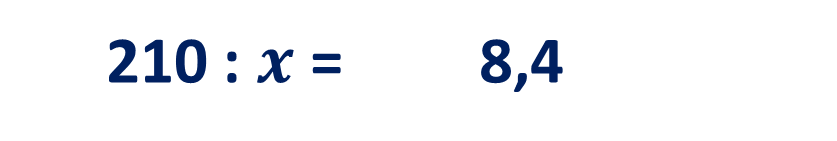 210 : x = 8,4